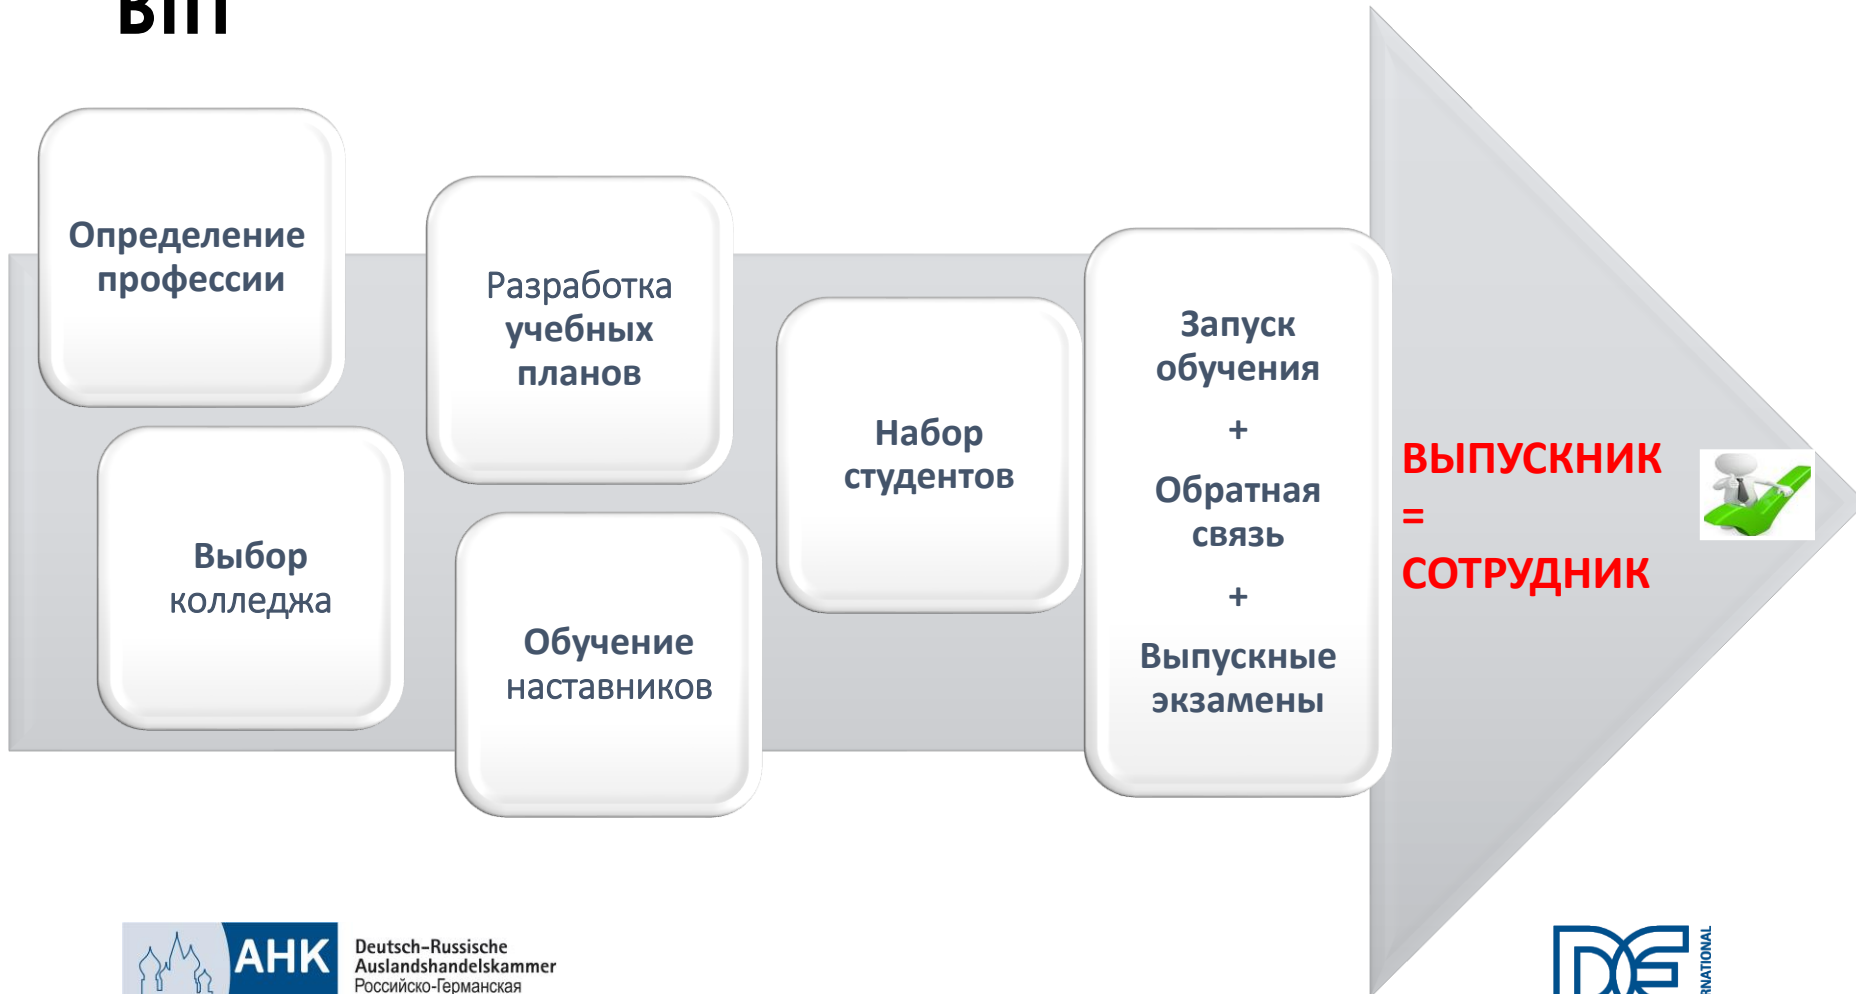 ВПП
Определение
профессии
Выбор
колледжа
Разработка
учебных
планов
Обучение
наставников
Набор
студентов
Запуск
обучения
+
Обратная
связь
+
Выпускные
экзамены
ВЫПУСКНИК
=
СОТРУДНИК
AHK
Deutsch-Russische
Auslandshandelskammer
Российско-Германская